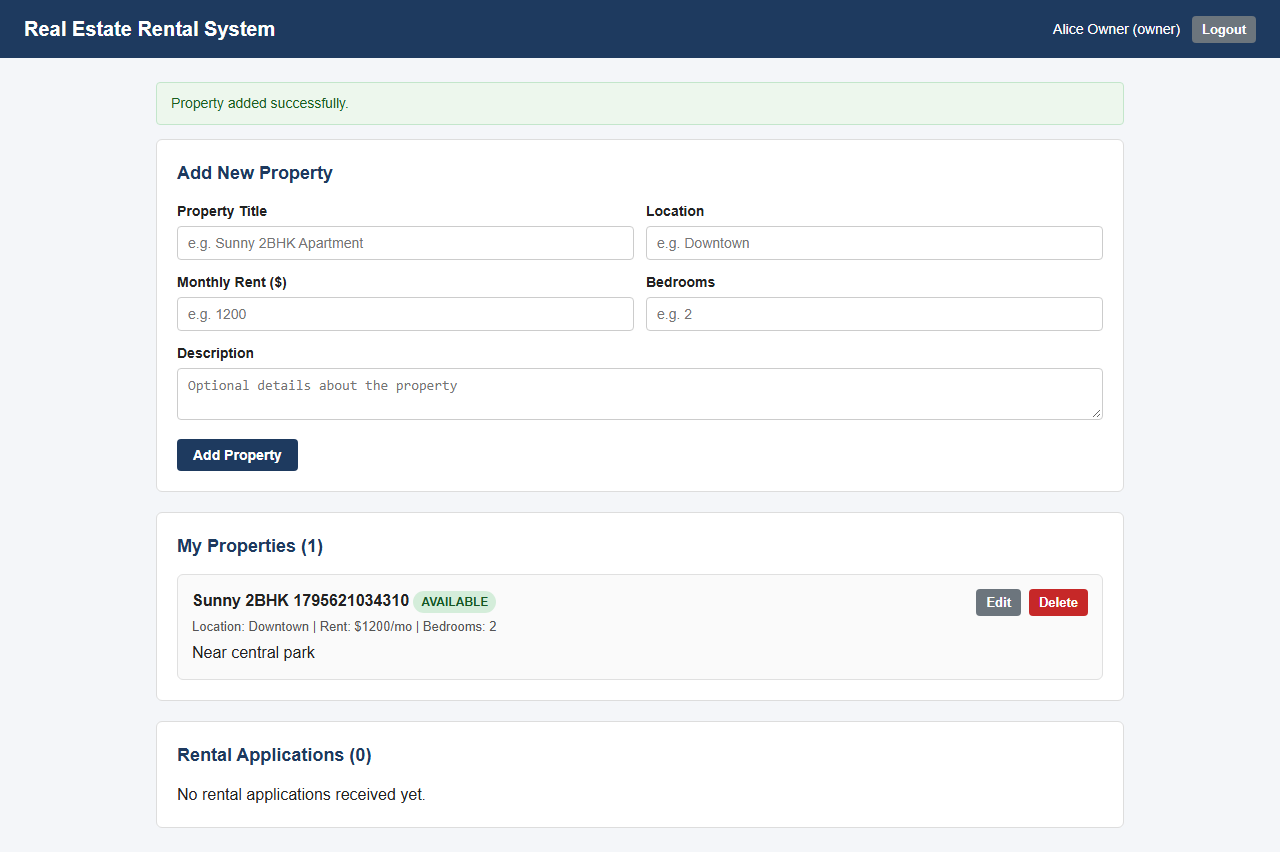 Real Estate Rental System
Alice Owner (owner) Logout
Property added successfully.
Add New Property
Property Title Location
e.g. Sunny 2BHK Apartment e.g. Downtown
Monthly Rent ($) Bedrooms
e.g. 1200 e.g. 2
Description
Optional details about the property
Add Property
My Properties (1)
Sunny 2BHK 1795621034310 AVAILABLE Edit Delete
Location: Downtown | Rent: $1200/mo | Bedrooms: 2
Near central park
Rental Applications (0)
No rental applications received yet.